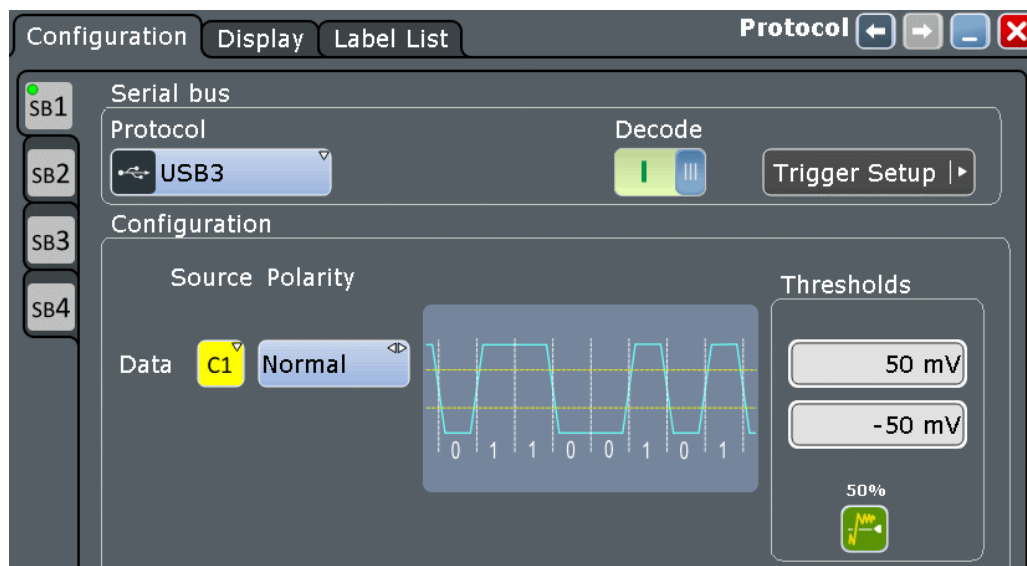 Configuration Display Label List Protocol
SB1
Serial bus
Protocol Decode
SB2
USB3 Trigger Setup
SB3
Configuration
Source Polarity Thresholds
SB4
Data C1 Normal 50 mV
-50 mV
0 1 1 0 0 1 0 1
50%